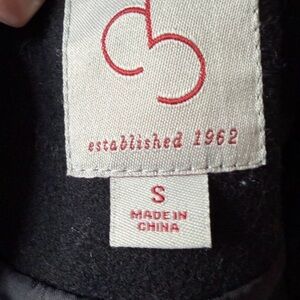 established 1962
S
MADE IN
CHINA